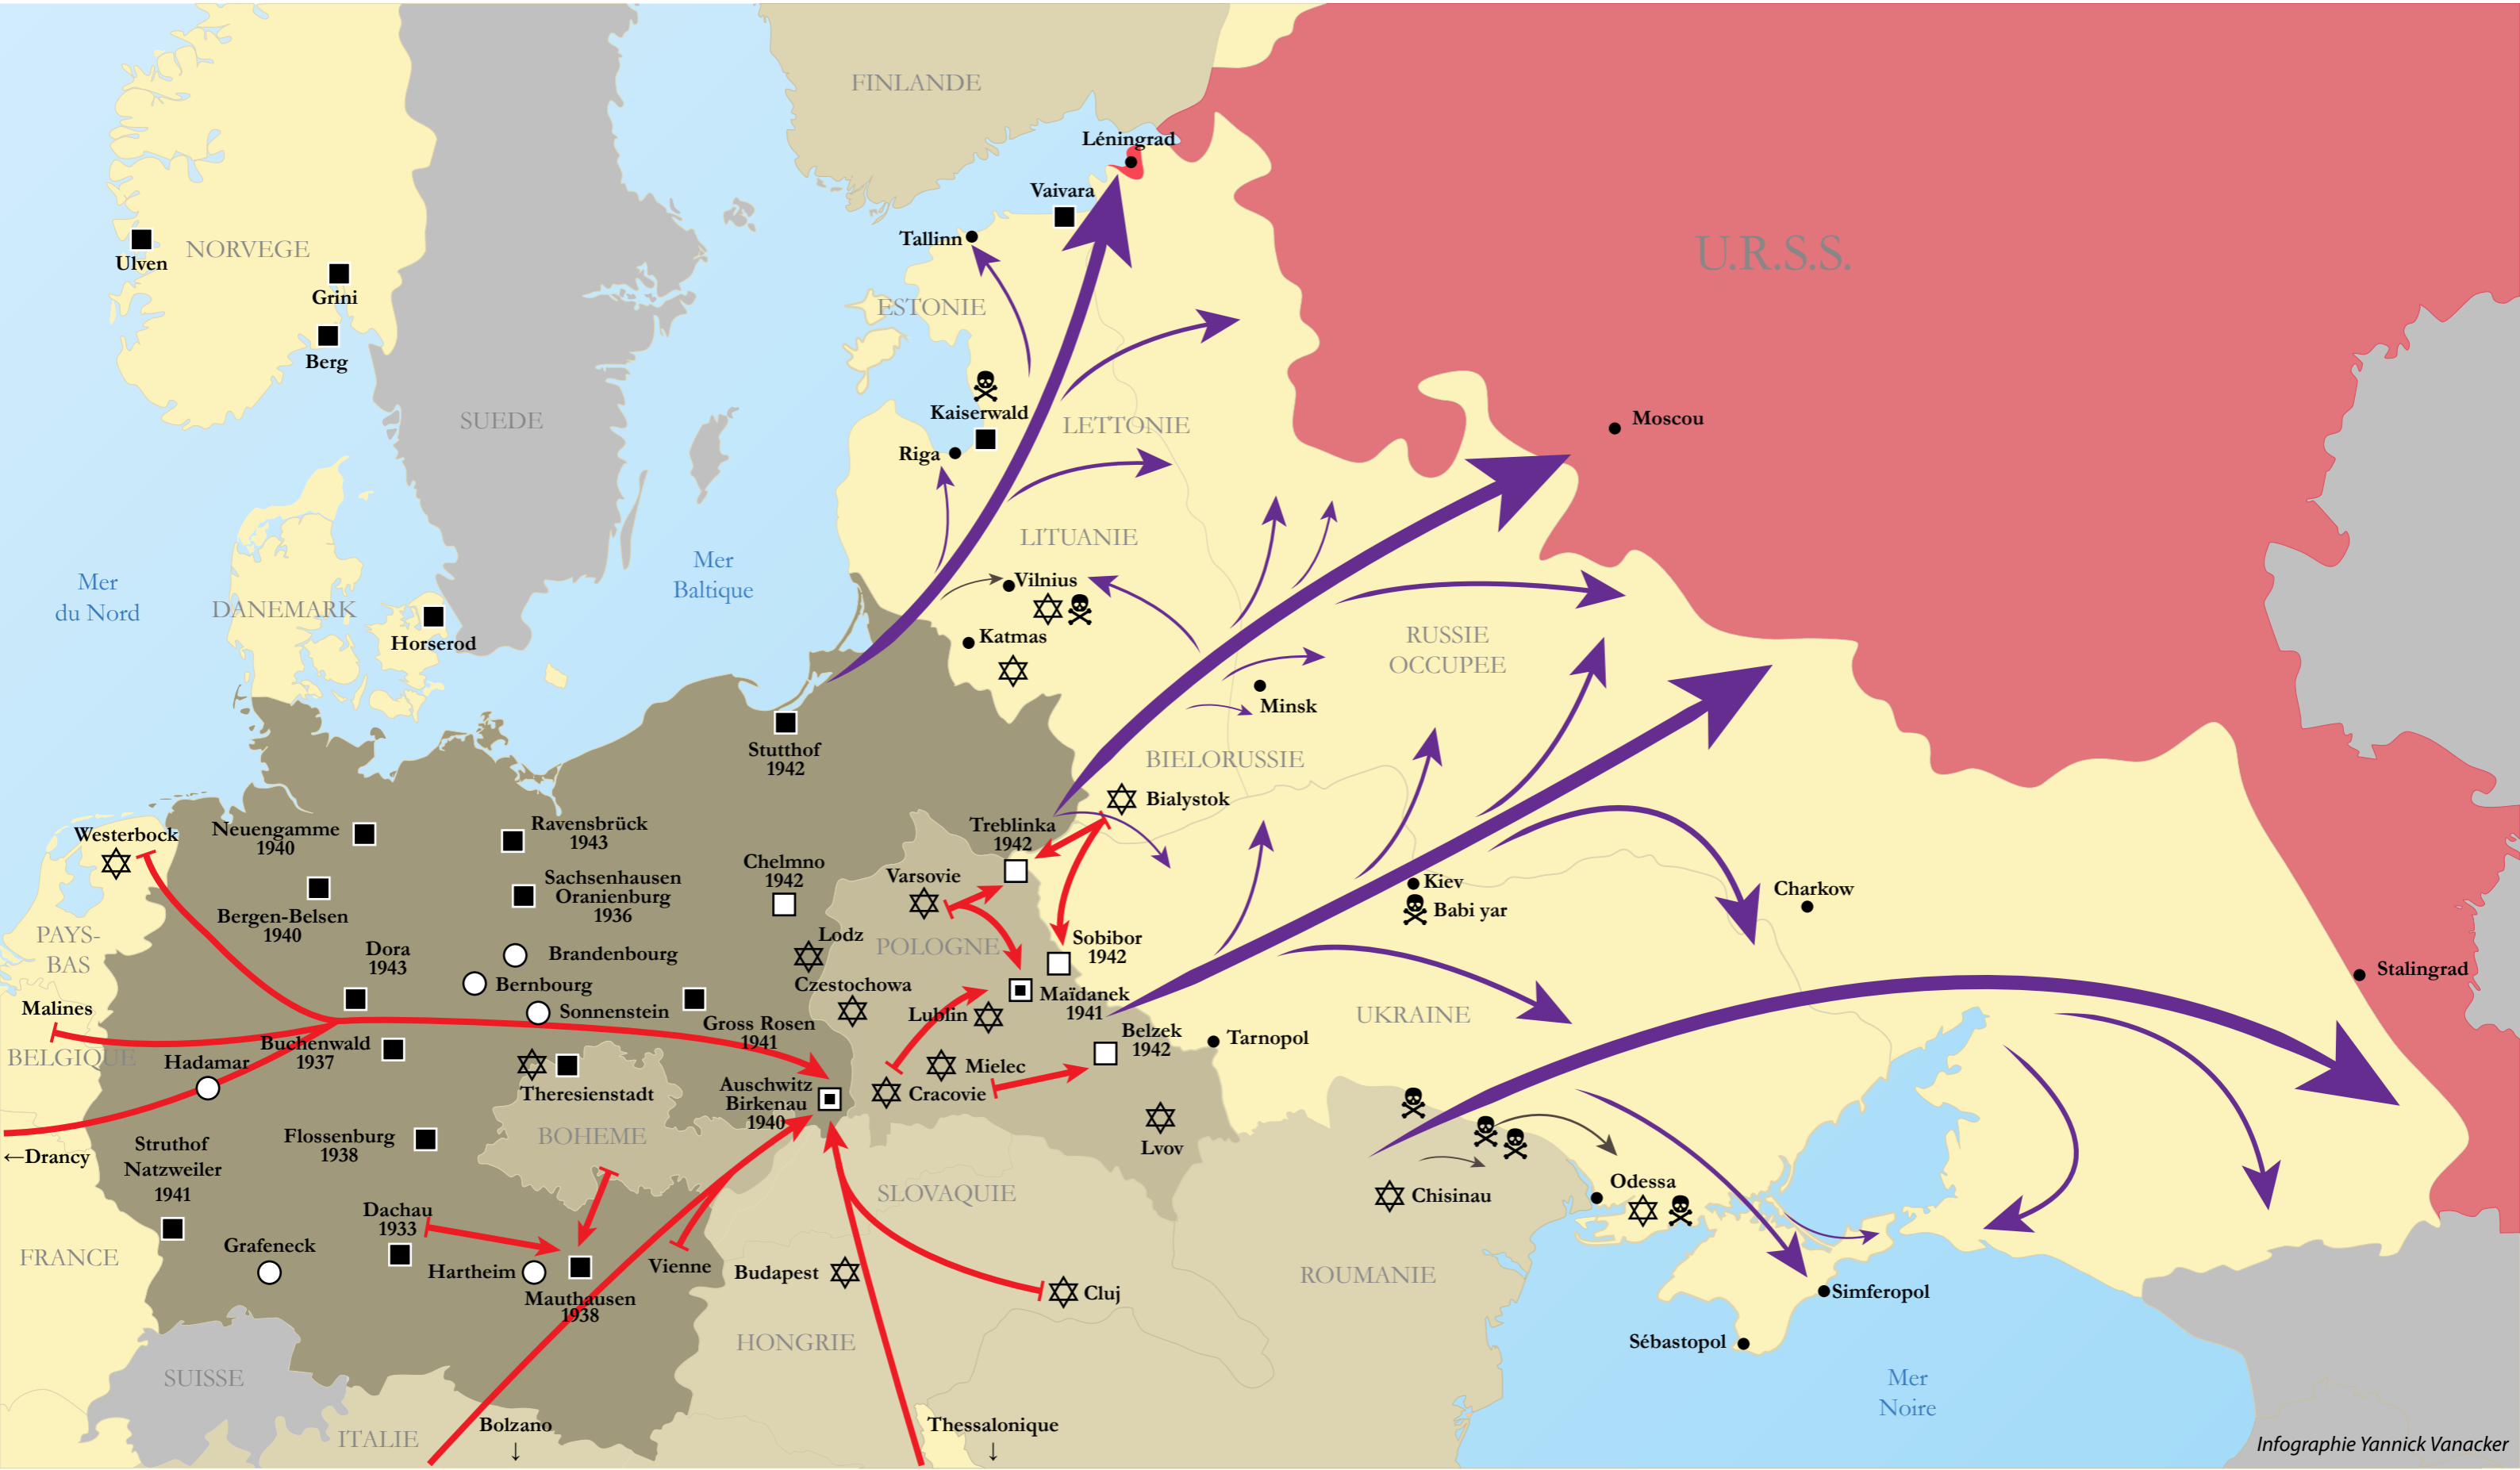 FINLANDE
Léningrad
Vaivara
Tallinn
U.R.S.S.
NORVEGE
Ulven
Grini
Berg
ESTONIE
SUEDE
Kaiserwald
LETTONIE
Riga
Moscou
LITUANIE
Mer
du Nord
Mer
Baltique
DANEMARK
Horserod
Vilnius
Katmas
RUSSIE
OCCUPEE
Minsk
Stutthof
1942
BIELORUSSIE
Bialystok
Westerbock
Neuengamme
1940
Ravensbrück
1943
Treblinka
1942
Chelmno
1942
Varsovie
Sachsenhausen
Oranienburg
1936
Bergen-Belsen
1940
Kiev
Babi yar
Charkow
PAYS-
BAS
Dora
1943
Brandenbourg
Lodz
POLOGNE
Sobibor
1942
Bernbourg
Czestochowa
Stalingrad
Malines
Sonnenstein
Lublin
Maïdanek
1941
UKRAINE
BELGIQUE
Hadamar
Buchenwald
1937
Gross Rosen
1941
Belzek
1942
Tarnopol
Theresienstadt
Auschwitz
Birkenau
1940
Mielec
Cracovie
Flossenburg
1938
BOHEME
←Drancy
Struthof
Natzweiler
1941
Lvov
SLOVAQUIE
Chisinau
Odessa
Dachau
1933
FRANCE
Grafeneck
Hartheim
Vienne
Budapest
Mauthausen
1938
Cluj
ROUMANIE
Simferopol
Sébastopol
HONGRIE
SUISSE
Mer
Noire
ITALIE
Bolzano
↓
Thessalonique
↓
Infographie Yannick Vanacker